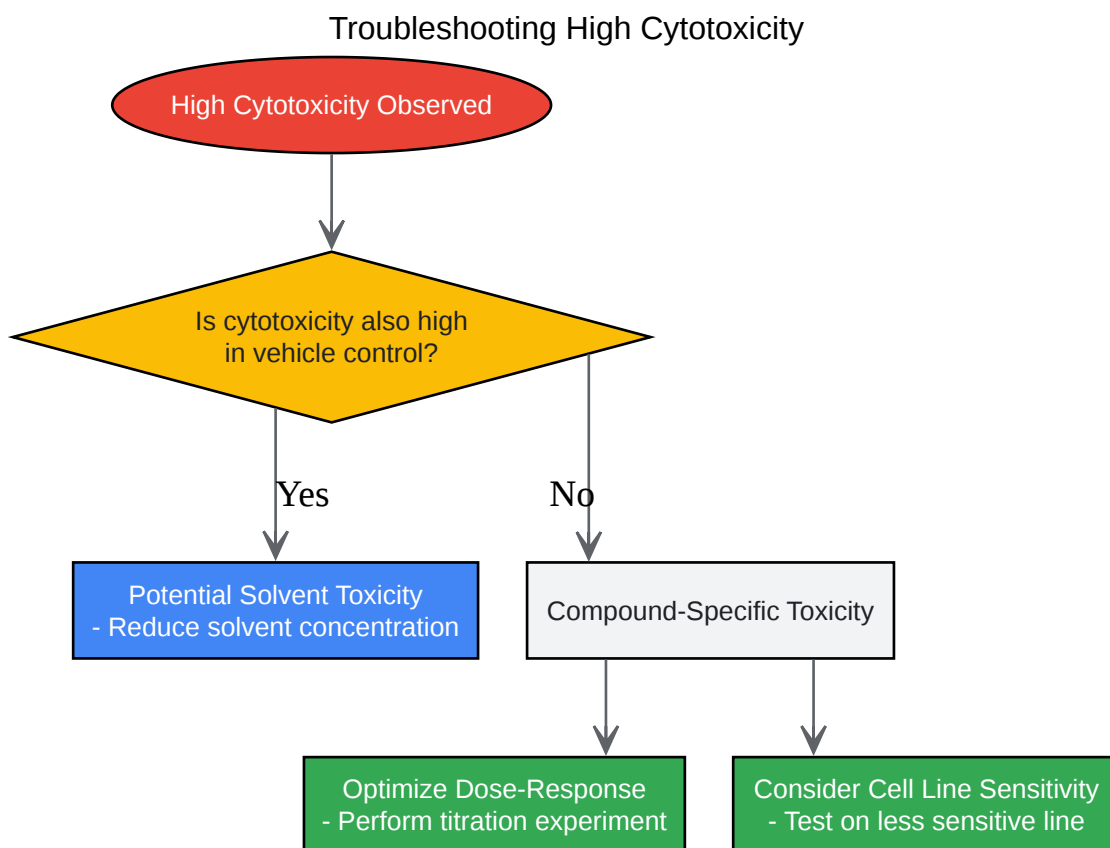 Troubleshooting High Cytotoxicity
High Cytotoxicity Observed
Is cytotoxicity also high
in vehicle control?
Yes
No
Potential Solvent Toxicity
- Reduce solvent concentration
Compound-Specific Toxicity
Optimize Dose-Response
- Perform titration experiment
Consider Cell Line Sensitivity
- Test on less sensitive line